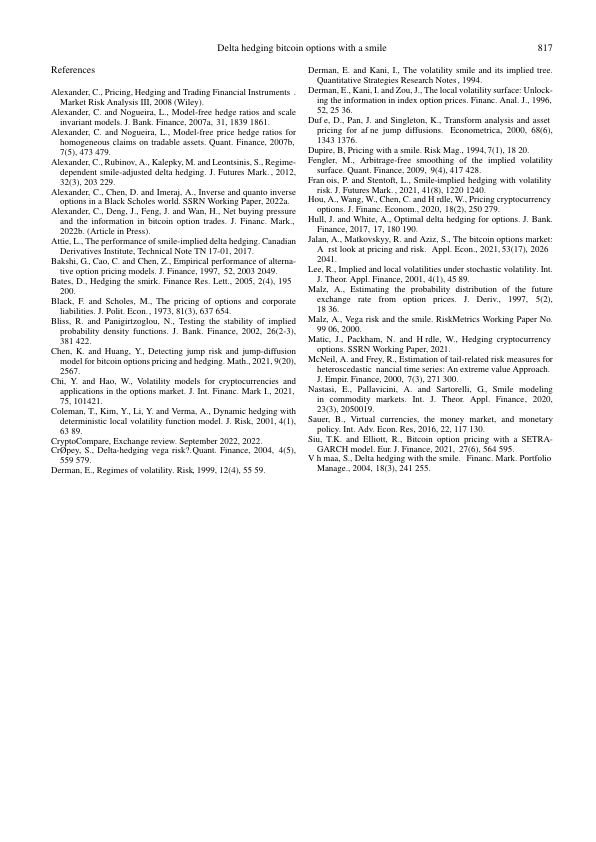 Delta hedging bitcoin options with a smile 817
References
Alexander, C., Pricing, Hedging and Trading Financial Instruments .
Market Risk Analysis III, 2008 (Wiley).
Alexander, C. and Nogueira, L., Model-free hedge ratios and scale
invariant models. J. Bank. Finance, 2007a, 31, 1839 1861.
Alexander, C. and Nogueira, L., Model-free price hedge ratios for
homogeneous claims on tradable assets. Quant. Finance, 2007b,
7(5), 473 479.
Alexander, C., Rubinov, A., Kalepky, M. and Leontsinis, S., Regime-
dependent smile-adjusted delta hedging. J. Futures Mark. , 2012,
32(3), 203 229.
Alexander, C., Chen, D. and Imeraj, A., Inverse and quanto inverse
options in a Black Scholes world. SSRN Working Paper, 2022a.
Alexander, C., Deng, J., Feng, J. and Wan, H., Net buying pressure
and the information in bitcoin option trades. J. Financ. Mark.,
2022b. (Article in Press).
Attie, L., The performance of smile-implied delta hedging. Canadian
Derivatives Institute, Technical Note TN 17-01, 2017.
Bakshi, G., Cao, C. and Chen, Z., Empirical performance of alterna-
tive option pricing models. J. Finance, 1997, 52, 2003 2049.
Bates, D., Hedging the smirk. Finance Res. Lett., 2005, 2(4), 195
200.
Black, F. and Scholes, M., The pricing of options and corporate
liabilities. J. Polit. Econ. , 1973, 81(3), 637 654.
Bliss, R. and Panigirtzoglou, N., Testing the stability of implied
probability density functions. J. Bank. Finance, 2002, 26(2-3),
381 422.
Chen, K. and Huang, Y., Detecting jump risk and jump-diffusion
model for bitcoin options pricing and hedging. Math., 2021, 9(20),
2567.
Chi, Y. and Hao, W., Volatility models for cryptocurrencies and
applications in the options market. J. Int. Financ. Mark I., 2021,
75, 101421.
Coleman, T., Kim, Y., Li, Y. and Verma, A., Dynamic hedging with
deterministic local volatility function model. J. Risk, 2001, 4(1),
63 89.
CryptoCompare, Exchange review. September 2022, 2022.
CrØpey, S., Delta-hedging vega risk?. Quant. Finance, 2004, 4(5),
559 579.
Derman, E., Regimes of volatility. Risk, 1999, 12(4), 55 59.
Derman, E. and Kani, I., The volatility smile and its implied tree.
Quantitative Strategies Research Notes , 1994.
Derman, E., Kani, I. and Zou, J., The local volatility surface: Unlock-
ing the information in index option prices. Financ. Anal. J., 1996,
52, 25 36.
Duf e, D., Pan, J. and Singleton, K., Transform analysis and asset
pricing for af ne jump diffusions. Econometrica, 2000, 68(6),
1343 1376.
Dupire, B, Pricing with a smile. Risk Mag., 1994, 7(1), 18 20.
Fengler, M., Arbitrage-free smoothing of the implied volatility
surface. Quant. Finance, 2009, 9(4), 417 428.
Fran ois, P. and Stentoft, L., Smile-implied hedging with volatility
risk. J. Futures Mark. , 2021, 41(8), 1220 1240.
Hou, A., Wang, W., Chen, C. and H rdle, W., Pricing cryptocurrency
options. J. Financ. Econom., 2020, 18(2), 250 279.
Hull, J. and White, A., Optimal delta hedging for options. J. Bank.
Finance, 2017, 17, 180 190.
Jalan, A., Matkovskyy, R. and Aziz, S., The bitcoin options market:
A rst look at pricing and risk. Appl. Econ., 2021, 53(17), 2026
2041.
Lee, R., Implied and local volatilities under stochastic volatility. Int.
J. Theor. Appl. Finance, 2001, 4(1), 45 89.
Malz, A., Estimating the probability distribution of the future
exchange rate from option prices. J. Deriv., 1997, 5(2),
18 36.
Malz, A., Vega risk and the smile. RiskMetrics Working Paper No.
99 06, 2000.
Matic, J., Packham, N. and H rdle, W., Hedging cryptocurrency
options. SSRN Working Paper, 2021.
McNeil, A. and Frey, R., Estimation of tail-related risk measures for
heteroscedastic nancial time series: An extreme value Approach.
J. Empir. Finance, 2000, 7(3), 271 300.
Nastasi, E., Pallavicini, A. and Sartorelli, G., Smile modeling
in commodity markets. Int. J. Theor. Appl. Finance, 2020,
23(3), 2050019.
Sauer, B., Virtual currencies, the money market, and monetary
policy. Int. Adv. Econ. Res, 2016, 22, 117 130.
Siu, T.K. and Elliott, R., Bitcoin option pricing with a SETRA-
GARCH model. Eur. J. Finance, 2021, 27(6), 564 595.
V h maa, S., Delta hedging with the smile. Financ. Mark. Portfolio
Manage., 2004, 18(3), 241 255.